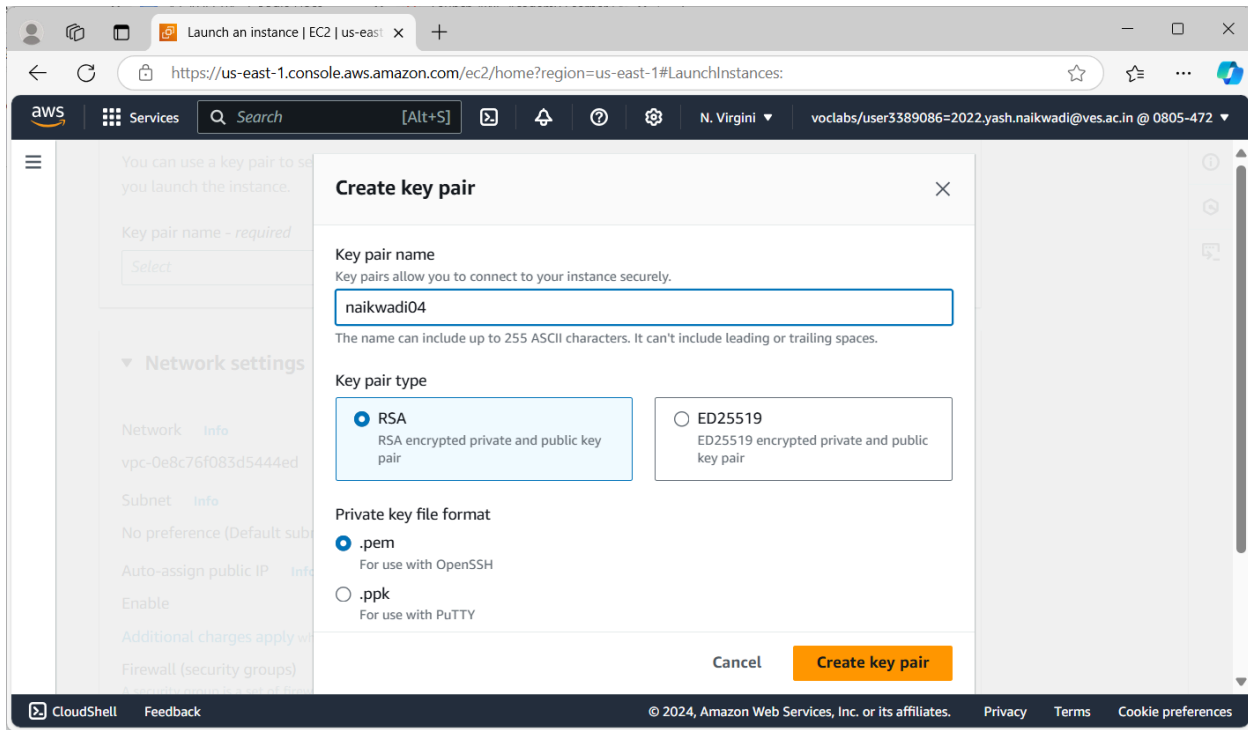 Launch an instance | EC2 | us-east
https://us-east-1.console.aws.amazon.com/ec2/home?region=us-east-1#LaunchInstances:
aws Services Search [Alt+S] N. Virgini voclabs/user3389086=2022.yash.naikwadi@ves.ac.in @ 0805-472
You can use a key pair to se
you launch the instance.
Key pair name - required
Select
Network settings
Network Info
vpc-0e8c76f083d5444ed
Subnet Info
No preference (Default subn
Auto-assign public IP Info
Enable
Additional charges apply wh
Firewall (security groups)
Create key pair
Key pair name
Key pairs allow you to connect to your instance securely.
naikwadi04
The name can include up to 255 ASCII characters. It can't include leading or trailing spaces.
Key pair type
RSA
RSA encrypted private and public key
pair
ED25519
ED25519 encrypted private and public
key pair
Private key file format
.pem
For use with OpenSSH
.ppk
For use with PuTTY
Cancel Create key pair
CloudShell Feedback © 2024, Amazon Web Services, Inc. or its affiliates. Privacy Terms Cookie preferences